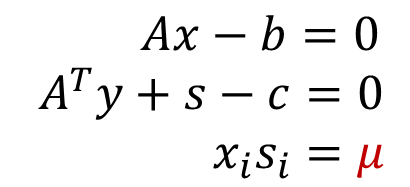 Ax − b = 0
Aᵀy + s − c = 0
xᵢsᵢ = μ